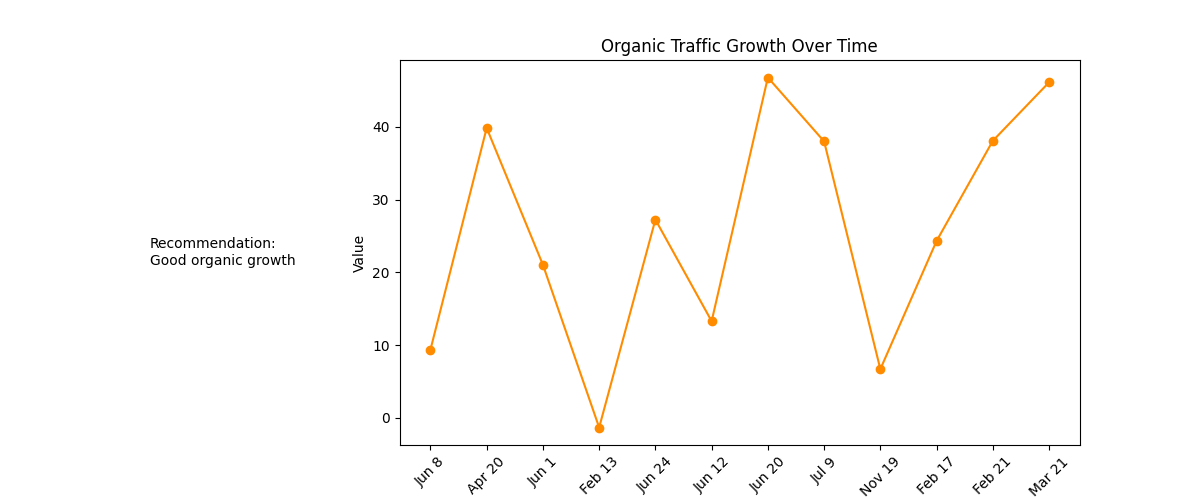 Organic Traffic Growth Over Time
Recommendation:
Good organic growth
Value
40
30
20
10
0
Jun 8
Apr 20
Jun 1
Feb 13
Jun 24
Jun 12
Jun 20
Jul 9
Nov 19
Feb 17
Feb 21
Mar 21